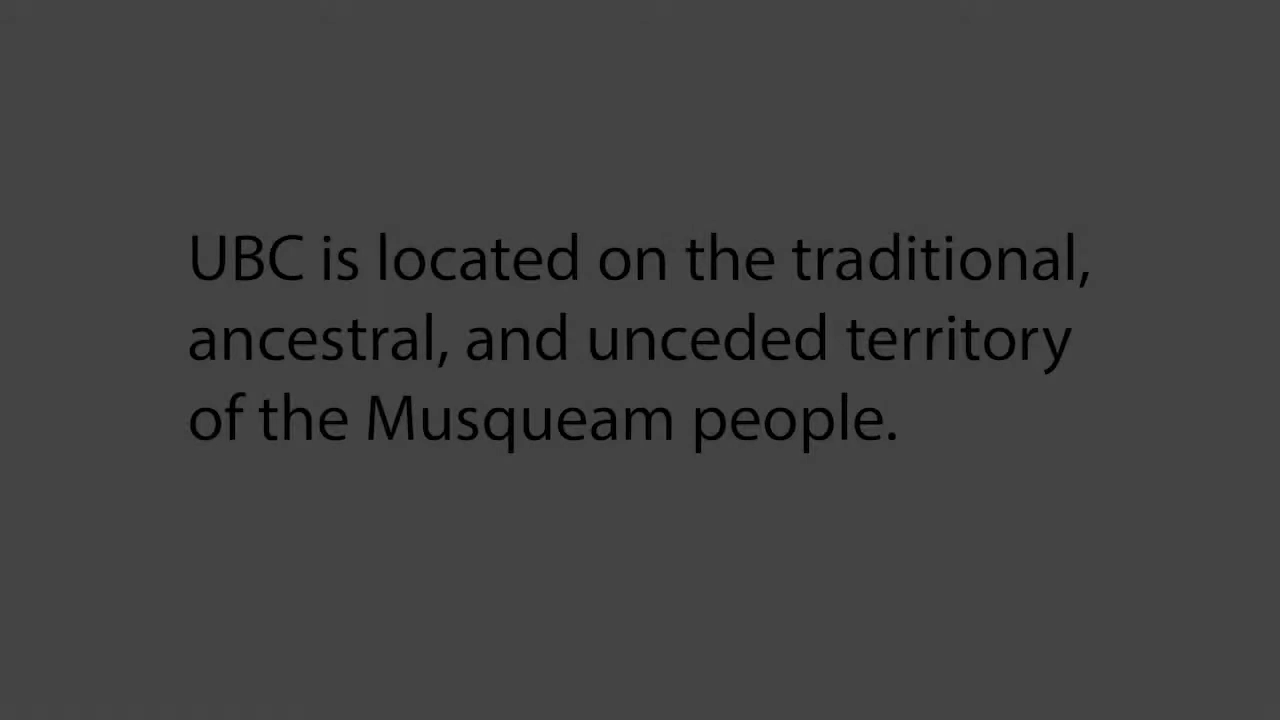 UBC is located on the traditional,
ancestral, and unceded territory
of the Musqueam people.